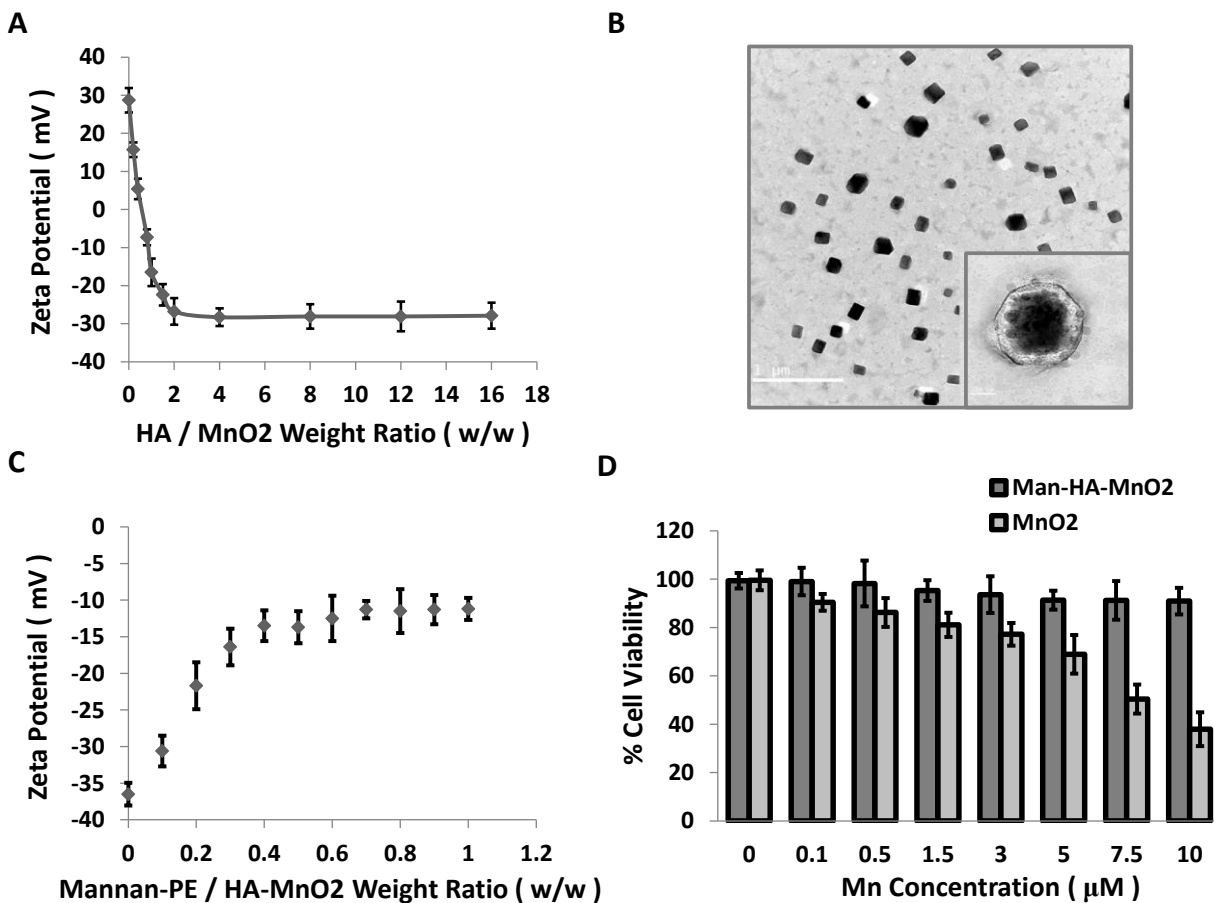 A
40
30
20
10
0
-10
-20
-30
-40
Zeta Potential ( mV )
0 2 4 6 8 10 12 14 16 18
HA / MnO2 Weight Ratio ( w/w )
B
1 μm
C
0
-5
-10
-15
-20
-25
-30
-35
-40
Zeta Potential ( mV )
0 0.2 0.4 0.6 0.8 1 1.2
Mannan-PE / HA-MnO2 Weight Ratio ( w/w )
D
Man-HA-MnO2
MnO2
120
100
80
60
40
20
0
% Cell Viability
0 0.1 0.5 1.5 3 5 7.5 10
Mn Concentration ( μM )